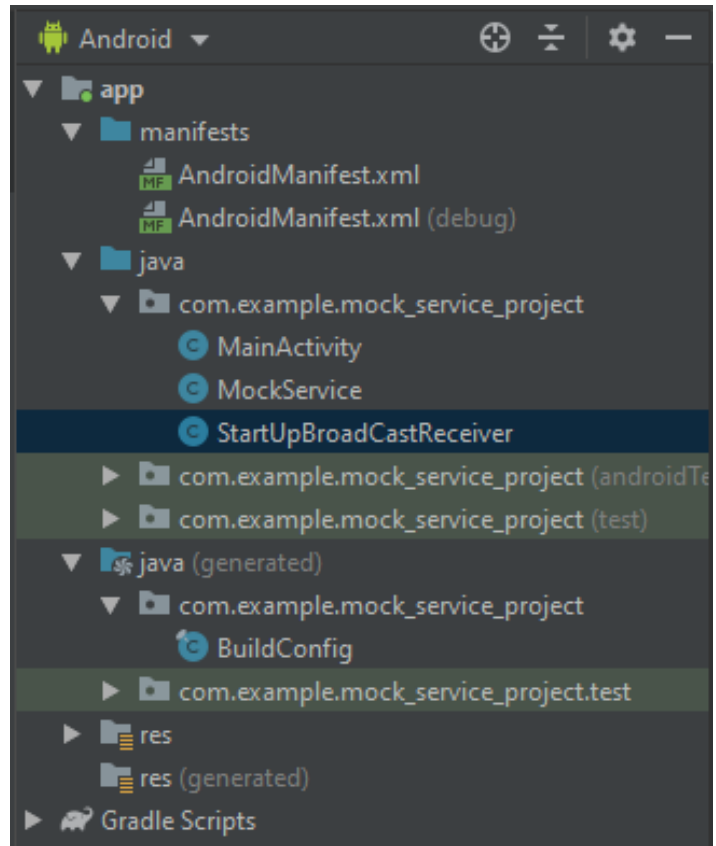 Android
app
manifests
MF AndroidManifest.xml
MF AndroidManifest.xml (debug)
java
com.example.mock_service_project
C MainActivity
C MockService
C StartUpBroadCastReceiver
com.example.mock_service_project (androidTe
com.example.mock_service_project (test)
java (generated)
com.example.mock_service_project
C BuildConfig
com.example.mock_service_project.test
res
res (generated)
Gradle Scripts